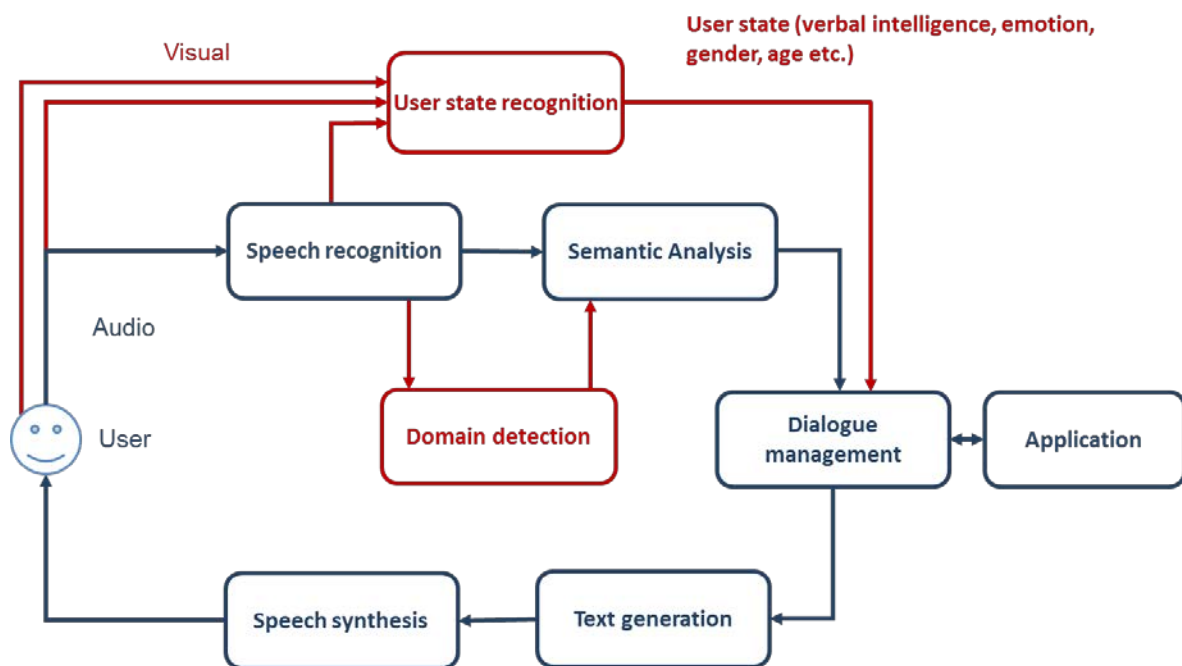 User state (verbal intelligence, emotion,
gender, age etc.)
Visual
User state recognition
Speech recognition
Semantic Analysis
Audio
Domain detection
User
Dialogue
management
Application
Speech synthesis
Text generation